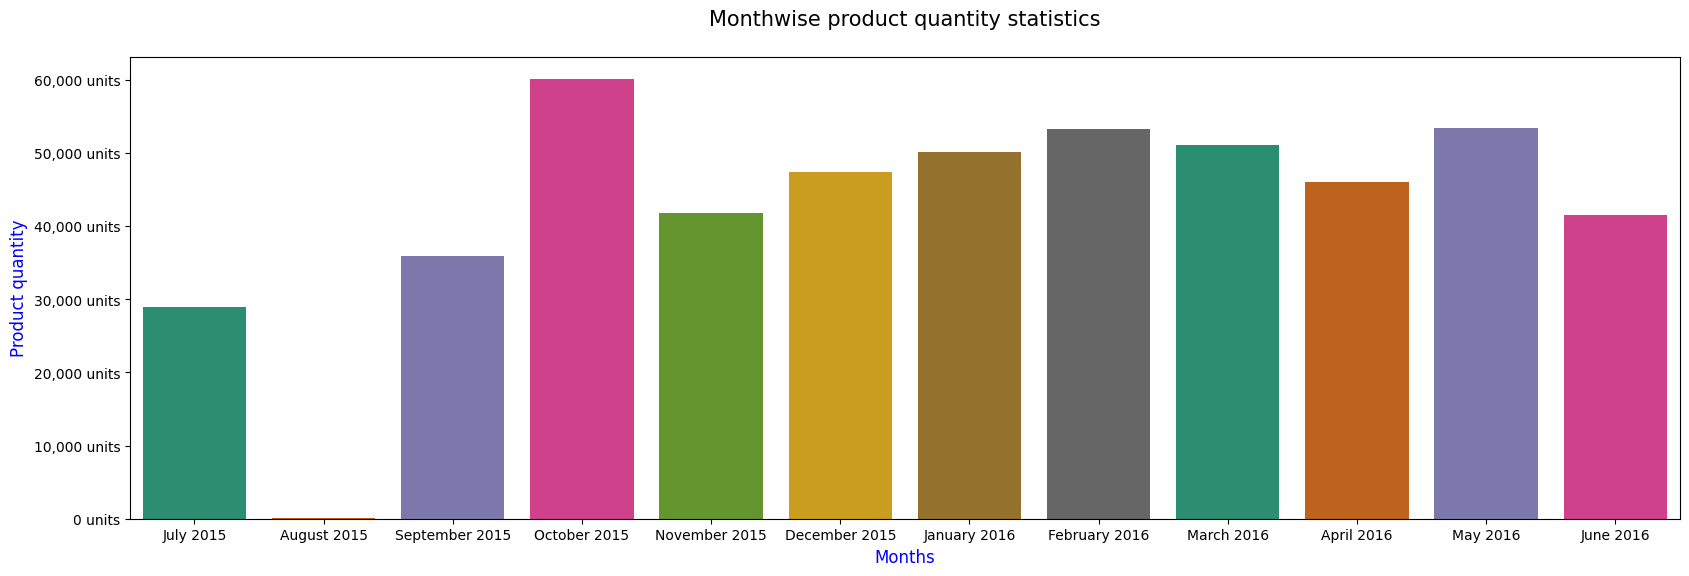 Monthwise product quantity statistics
Product quantity
60,000 units
50,000 units
40,000 units
30,000 units
20,000 units
10,000 units
0 units
July 2015 August 2015 September 2015 October 2015 November 2015 December 2015 January 2016 February 2016 March 2016 April 2016 May 2016 June 2016
Months